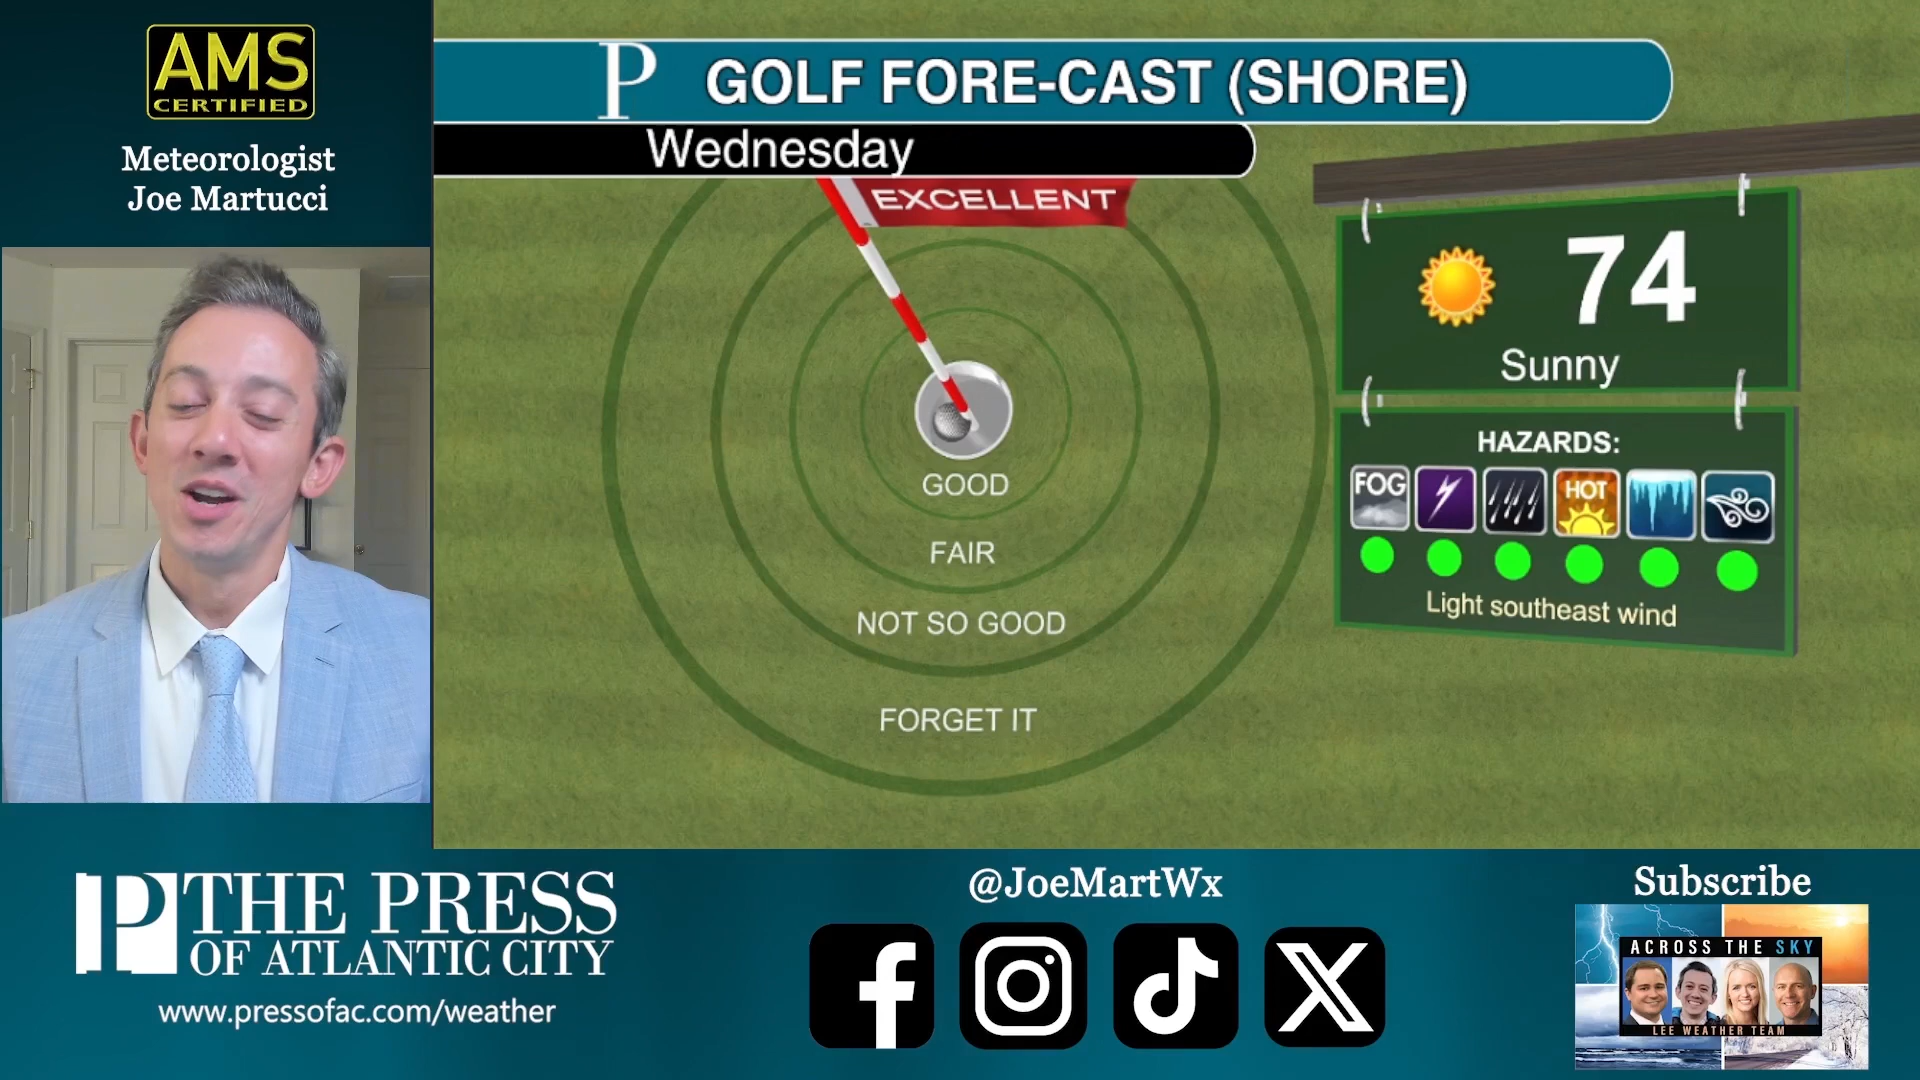 AMS
CERTIFIED
Meteorologist
Joe Martucci
P GOLF FORE-CAST (SHORE)
Wednesday
EXCELLENT
GOOD
FAIR
NOT SO GOOD
FORGET IT
74
Sunny
HAZARDS:
FOG
HOT
Light southeast wind
P THE PRESS
OF ATLANTIC CITY
www.pressofac.com/weather
@JoeMartWx
Subscribe
ACROSS THE SKY
LEE WEATHER TEAM